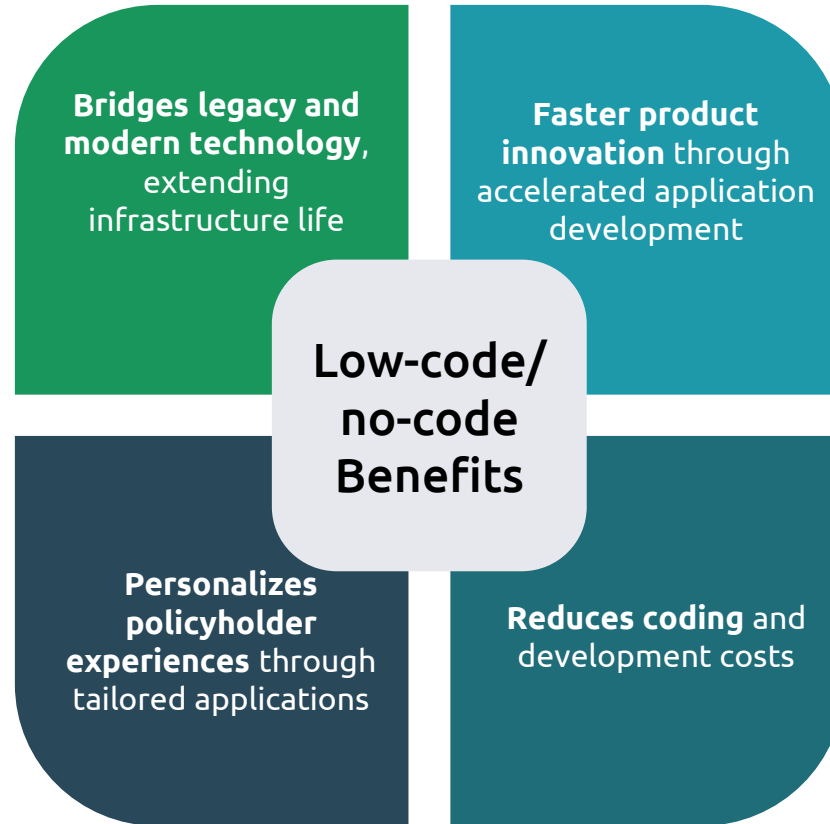 Bridges legacy and
modern technology,
extending
infrastructure life
Faster product
innovation through
accelerated application
development
Low-code/
no-code
Benefits
Personalizes
policyholder
experiences through
tailored applications
Reduces coding and
development costs